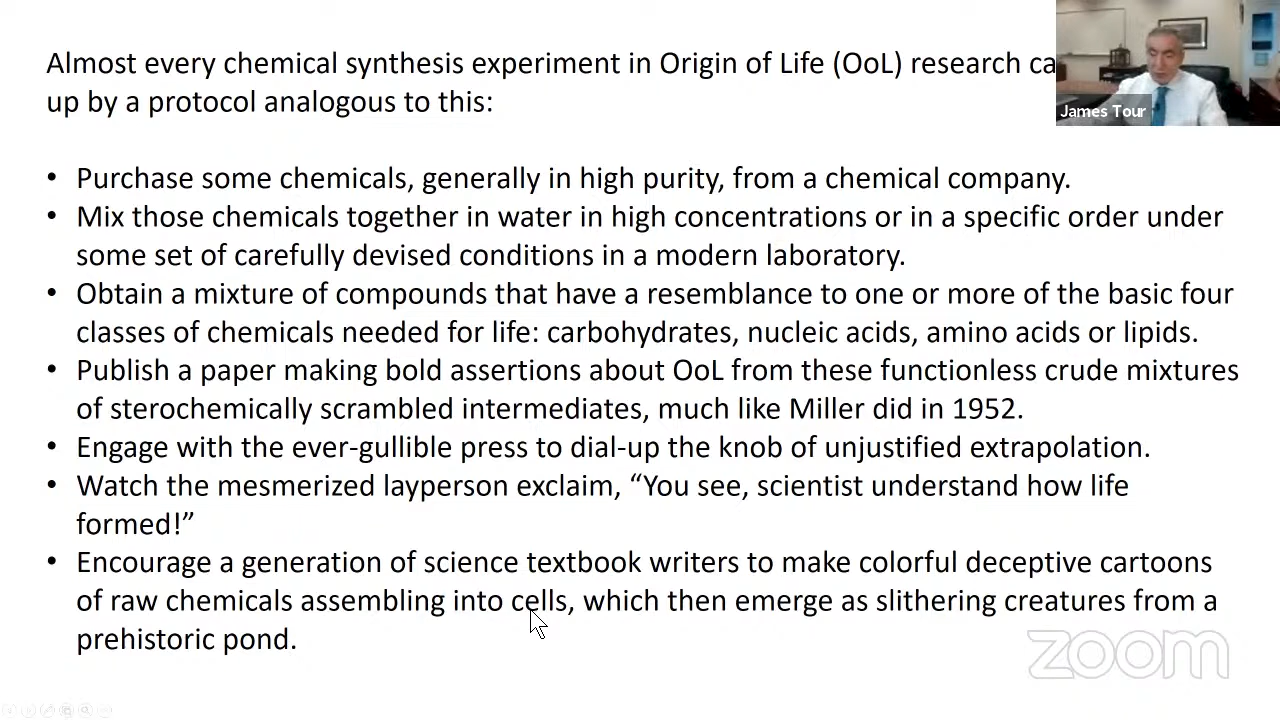 Almost every chemical synthesis experiment in Origin of Life (OoL) research
up by a protocol analogous to this:
James Tour
• Purchase some chemicals, generally in high purity, from a chemical company.
• Mix those chemicals together in water in high concentrations or in a specific order under
some set of carefully devised conditions in a modern laboratory.
• Obtain a mixture of compounds that have a resemblance to one or more of the basic four
classes of chemicals needed for life: carbohydrates, nucleic acids, amino acids or lipids.
• Publish a paper making bold assertions about OoL from these functionless crude mixtures
of sterochemically scrambled intermediates, much like Miller did in 1952.
• Engage with the ever-gullible press to dial-up the knob of unjustified extrapolation.
• Watch the mesmerized layperson exclaim, “You see, scientist understand how life
formed!”
• Encourage a generation of science textbook writers to make colorful deceptive cartoons
of raw chemicals assembling into cells, which then emerge as slithering creatures from a
prehistoric pond.
zoom